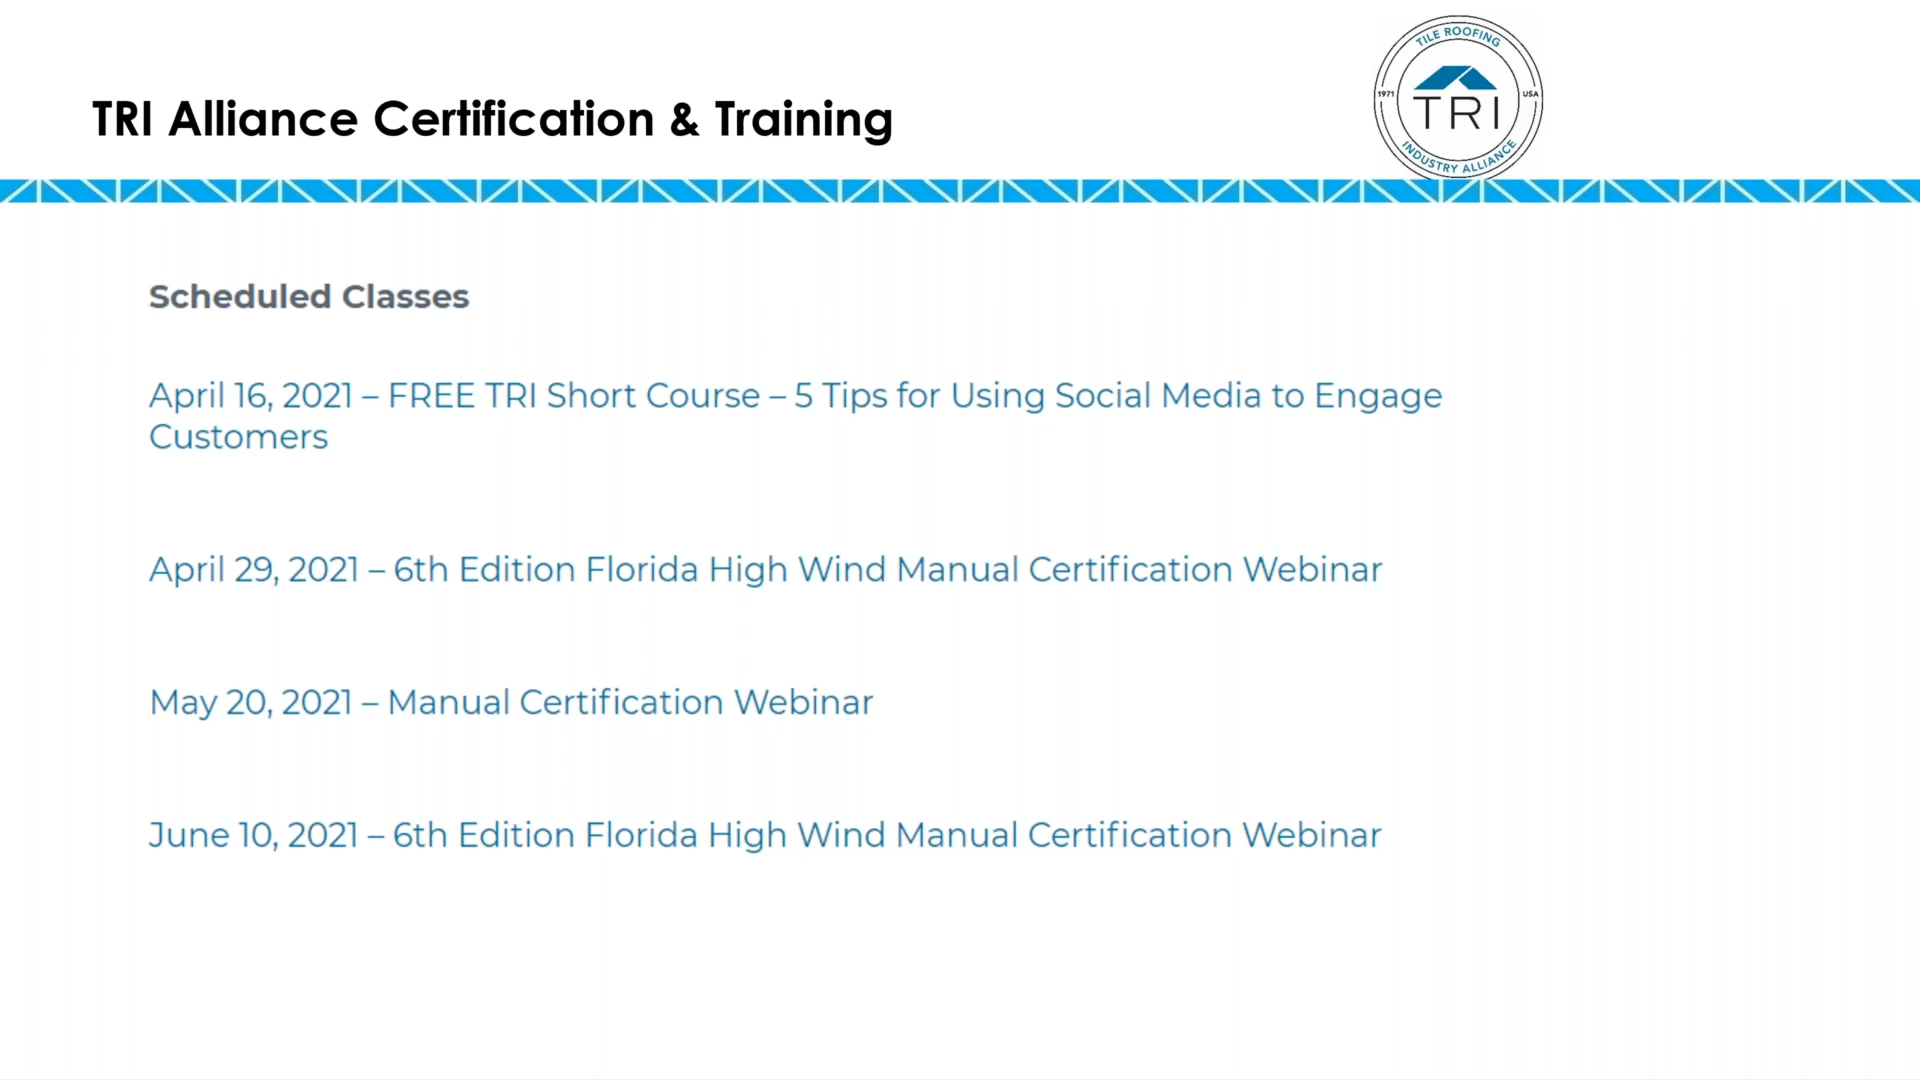 TRI Alliance Certification & Training
TILE ROOFING
1971
USA
TRI
INDUSTRY ALLIANCE
Scheduled Classes
April 16, 2021 – FREE TRI Short Course – 5 Tips for Using Social Media to Engage
Customers
April 29, 2021 – 6th Edition Florida High Wind Manual Certification Webinar
May 20, 2021 – Manual Certification Webinar
June 10, 2021 – 6th Edition Florida High Wind Manual Certification Webinar